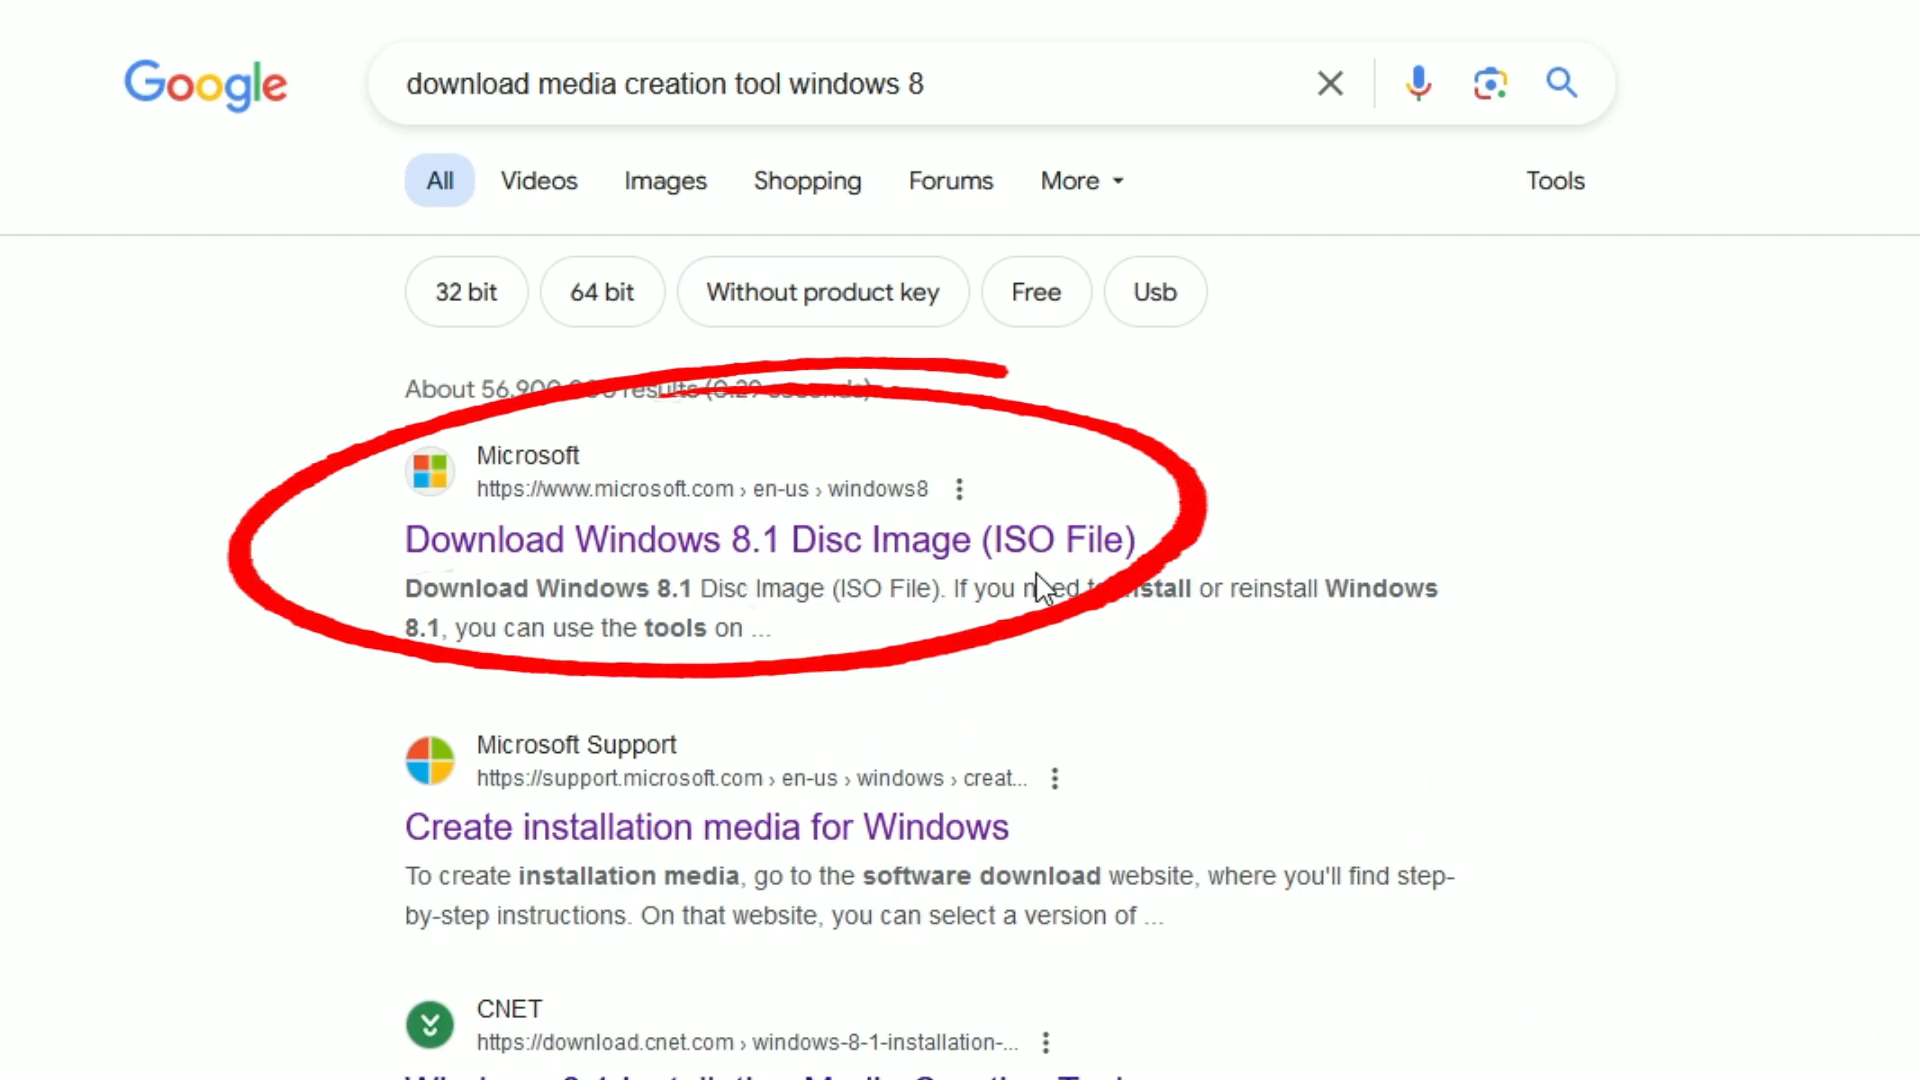 Google
download media creation tool windows 8
All Videos Images Shopping Forums More Tools
32 bit 64 bit Without product key Free Usb
About results
Microsoft
https://www.microsoft.com › en-us › windows8
Download Windows 8.1 Disc Image (ISO File)
Download Windows 8.1 Disc Image (ISO File). If you or reinstall Windows
8.1, you can use the tools on ...
Microsoft Support
https://support.microsoft.com › en-us › windows › creat...
Create installation media for Windows
To create installation media, go to the software download website, where you'll find step-
by-step instructions. On that website, you can select a version of ...
CNET
https://download.cnet.com › windows-8-1-installation-...